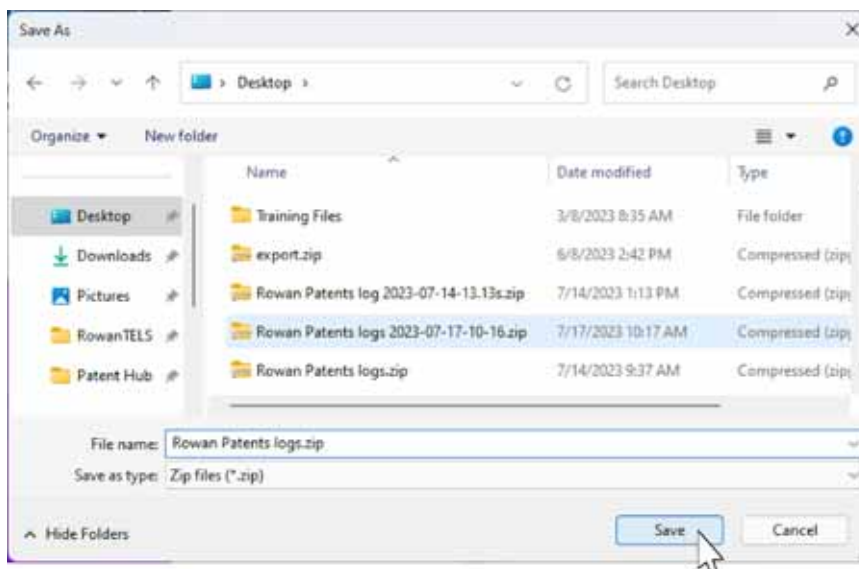 Save As
Desktop
Search Desktop
Organize
New folder
Name
Date modified
Type
Desktop
Training Files
3/8/2023 8:35 AM
File folder
Downloads
export.zip
6/8/2023 2:42 PM
Compressed (zip
Pictures
Rowan Patents log 2023-07-14-13.13s.zip
7/14/2023 1:13 PM
Compressed (zip
RowanTELS
Rowan Patents logs 2023-07-17-10-16.zip
7/17/2023 10:17 AM
Compressed (zip
Patent Hub
Rowan Patents logs.zip
7/14/2023 9:37 AM
Compressed (zip
File name: Rowan Patents logs.zip
Save as type: Zip files (*.zip)
Hide Folders
Save
Cancel